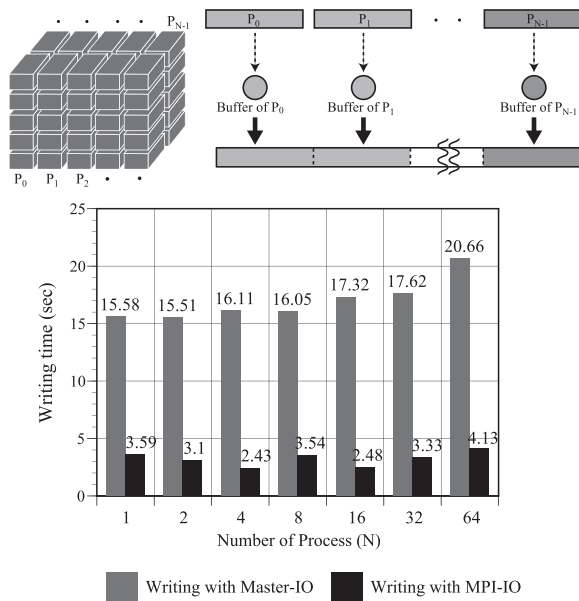 · · · · · P_{N-1}
P_0 P_1 · · P_{N-1}
Buffer of P_0 Buffer of P_1 Buffer of P_{N-1}
P_0 P_1 P_2 · ·
25
20
15
10
5
0
Writing time (sec)
15.58 15.51 16.11 16.05 17.32 17.62 20.66
3.59 3.1 2.43 3.54 2.48 3.33 4.13
1 2 4 8 16 32 64
Number of Process (N)
Writing with Master-IO Writing with MPI-IO